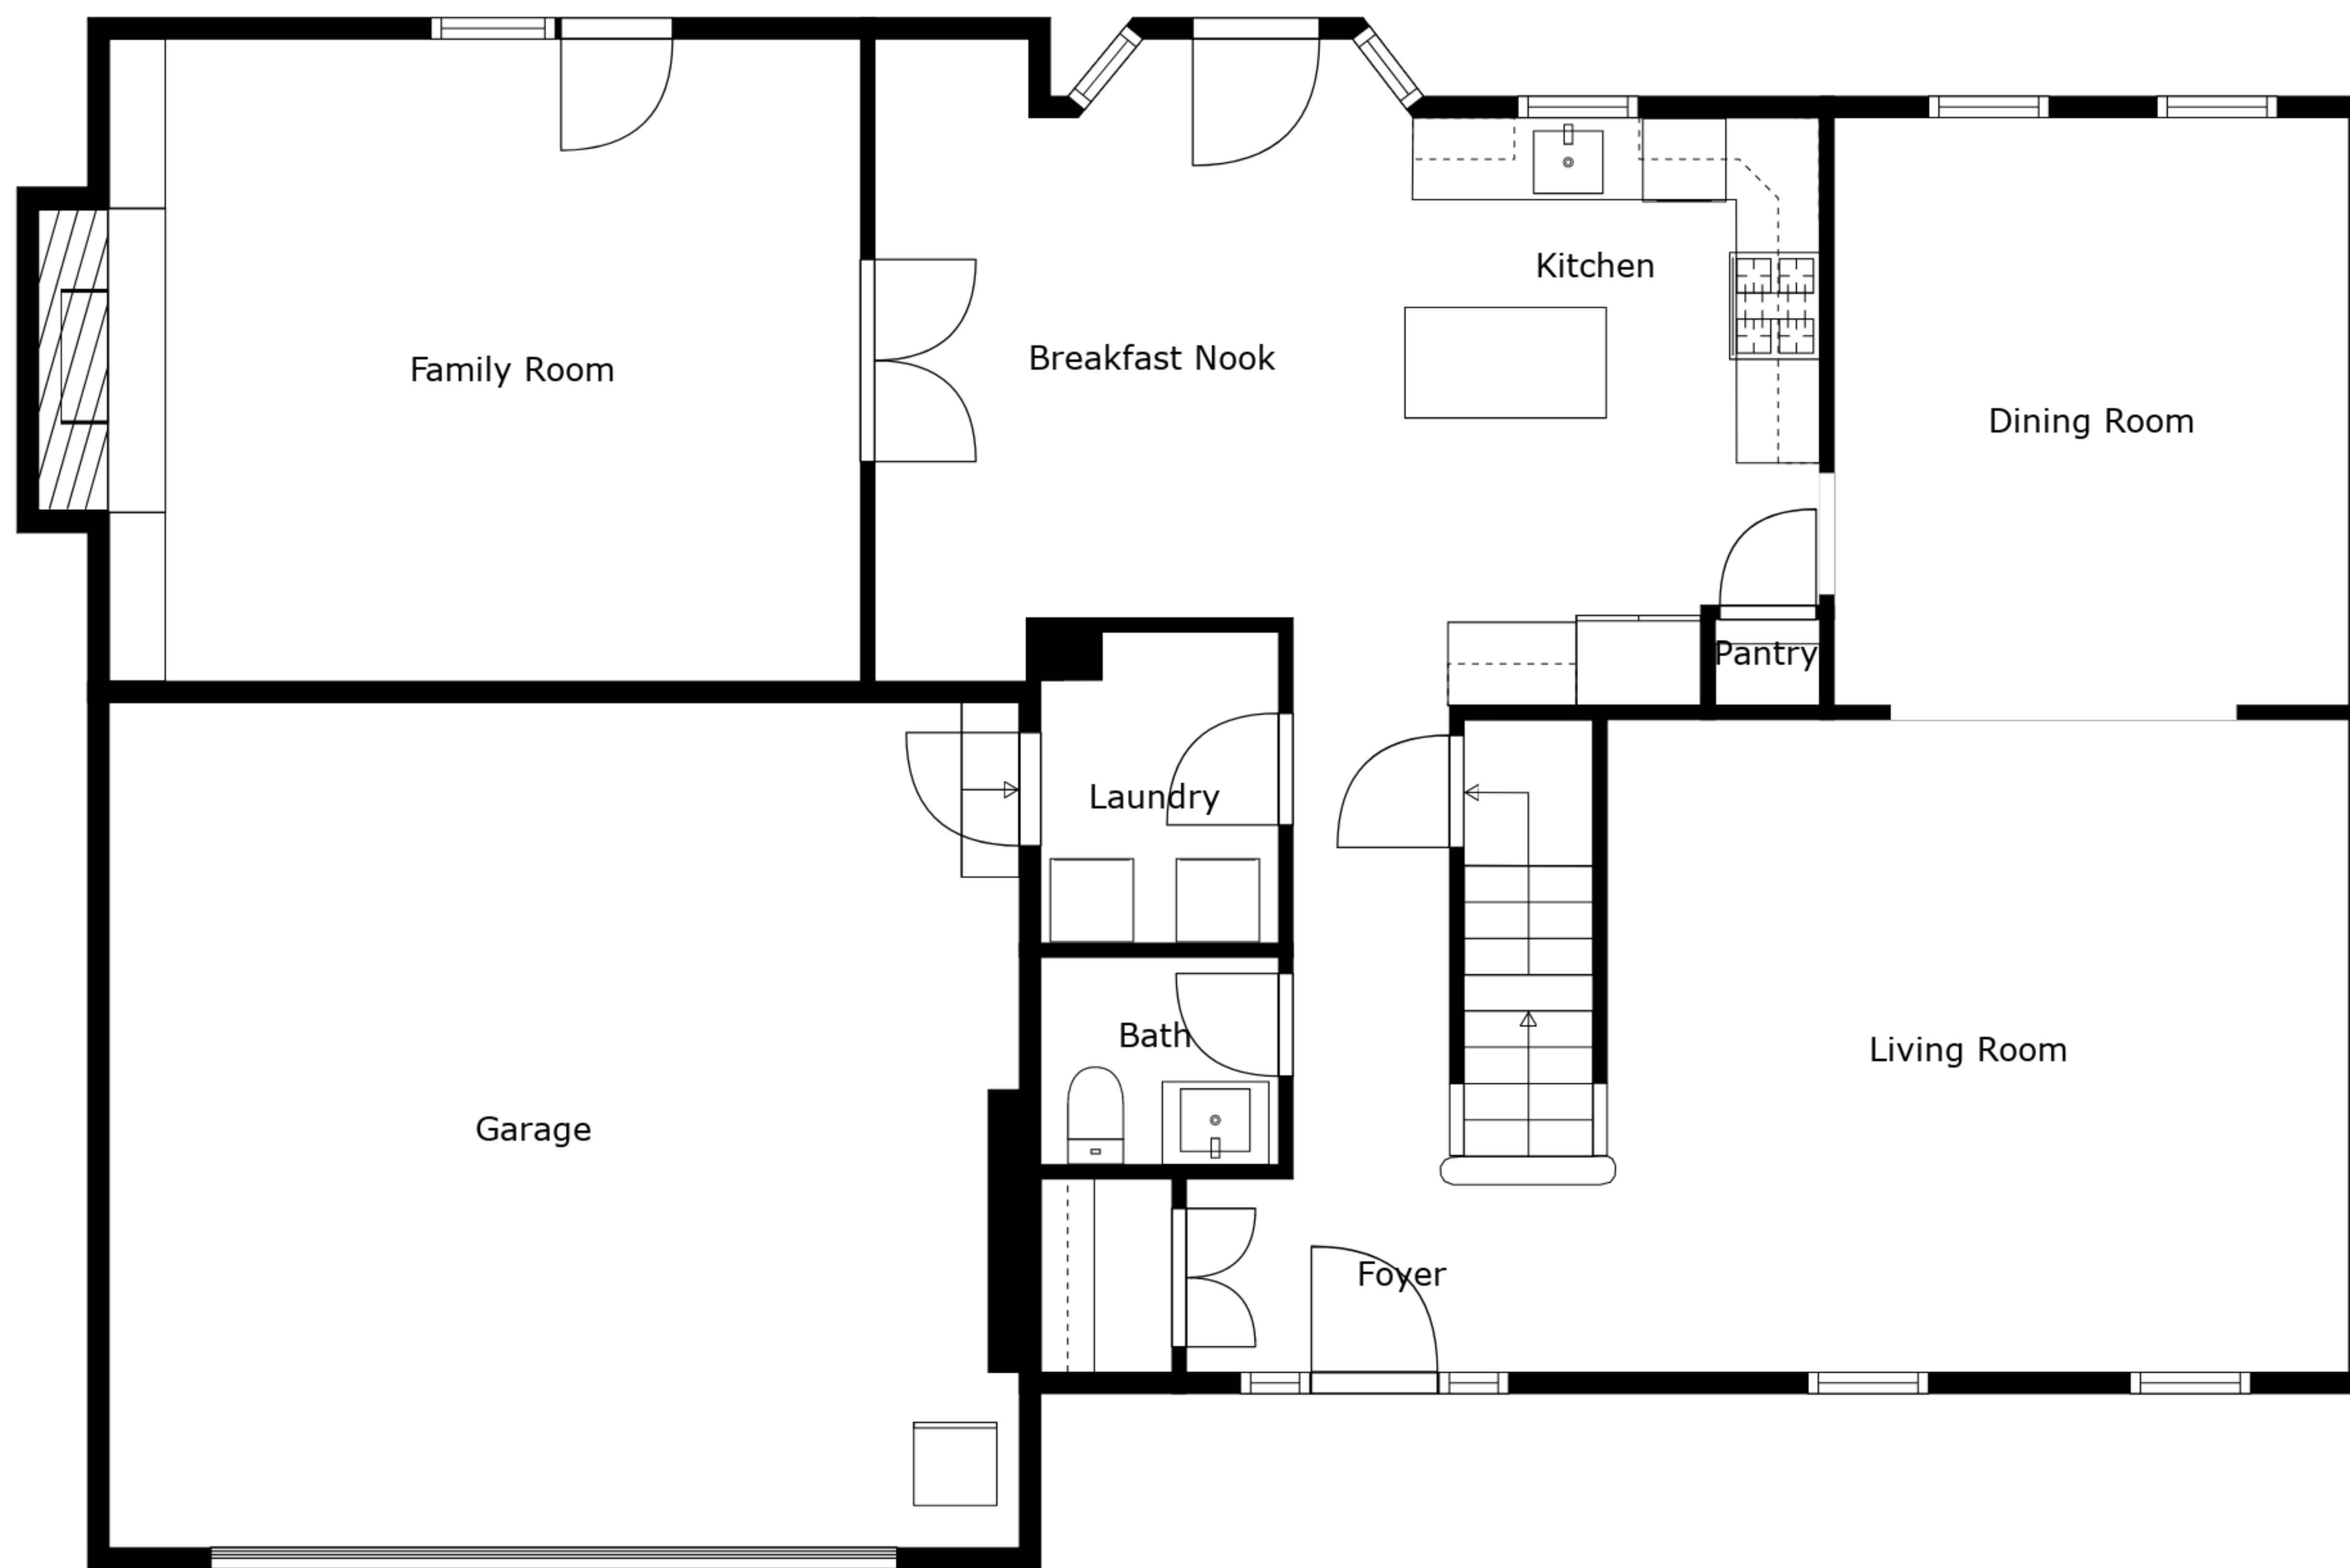 Kitchen
Breakfast Nook
Family Room
Dining Room
Pantry
Laundry
Bath
Living Room
Garage
Foyer